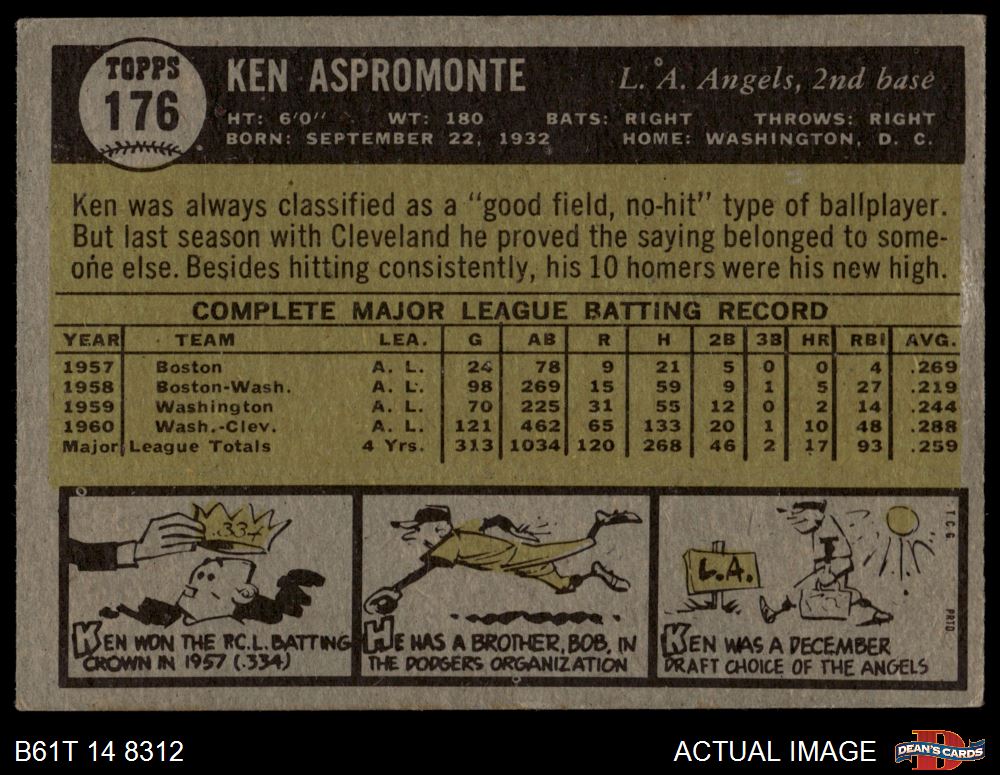 TOPPS
176
KEN ASPROMONTE
L. A. Angels, 2nd base
HT: 6'0" WT: 180 BATS: RIGHT THROWS: RIGHT
BORN: SEPTEMBER 22, 1932 HOME: WASHINGTON, D. C.
Ken was always classified as a "good field, no-hit" type of ballplayer.
But last season with Cleveland he proved the saying belonged to some-
one else. Besides hitting consistently, his 10 homers were his new high.
COMPLETE MAJOR LEAGUE BATTING RECORD
YEAR TEAM LEA. G AB R H 2B 3B HR RBI AVG.
1957 Boston A. L. 24 78 9 21 5 0 0 4 .269
1958 Boston-Wash. A. L. 98 269 15 59 9 1 5 27 .219
1959 Washington A. L. 70 225 31 55 12 0 2 14 .244
1960 Wash.-Clev. A. L. 121 462 65 133 20 1 10 48 .288
Major League Totals 4 Yrs. 313 1034 120 268 46 2 17 93 .259
.334
KEN WON THE P.C.L. BATTING
CROWN IN 1957 (.334)
HE HAS A BROTHER, BOB, IN
THE DODGERS ORGANIZATION
L.A.
KEN WAS A DECEMBER
DRAFT CHOICE OF THE ANGELS
T.C.G.
PRTD
B61T 14 8312
ACTUAL IMAGE
DEAN'S CARDS